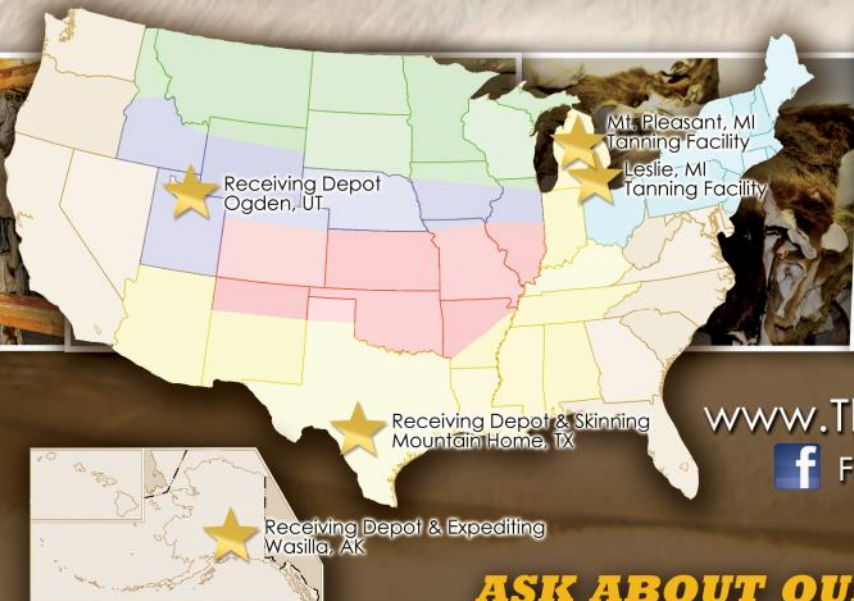 Mt. Pleasant, MI
Tanning Facility
Leslie, MI
Tanning Facility
Receiving Depot
Ogden, UT
Receiving Depot & Skinning
Mountain Home, TX
www.T
f F
Receiving Depot & Expediting
Wasilla, AK
ASK ABOUT OU